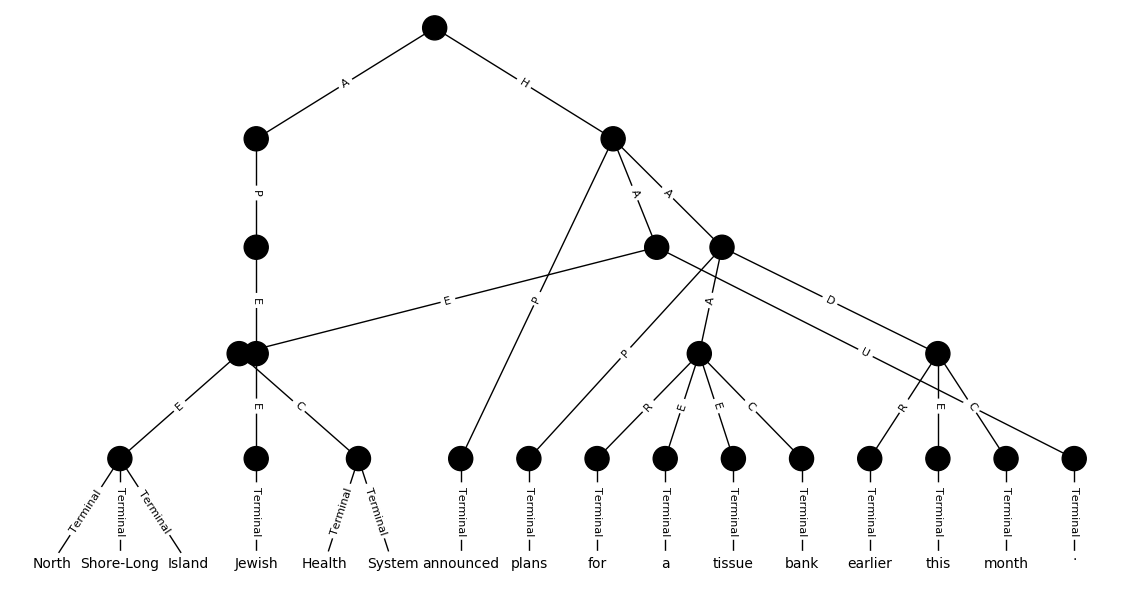 A H
P A A
E E P P A D U
E E C R E E C R E C
Terminal Terminal Terminal Terminal Terminal Terminal Terminal Terminal Terminal Terminal Terminal Terminal Terminal Terminal Terminal Terminal
North Shore-Long Island Jewish Health System announced plans for a tissue bank earlier this month .